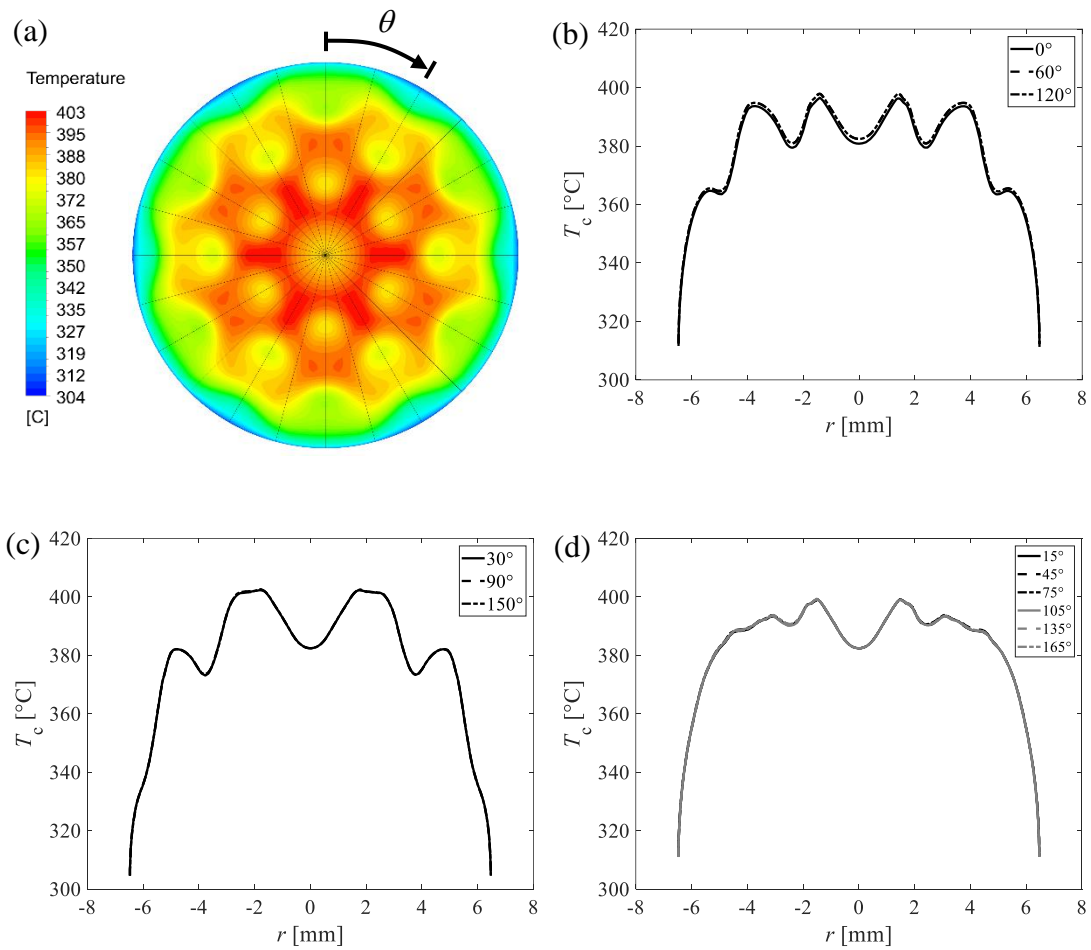 (a)
θ
Temperature
403
395
388
380
372
365
357
350
342
335
327
319
312
304
[C]
(b)
420
400
380
360
340
320
300
T_c [°C]
-8 -6 -4 -2 0 2 4 6 8
r [mm]
0°
60°
120°
(c)
420
400
380
360
340
320
300
T_c [°C]
-8 -6 -4 -2 0 2 4 6 8
r [mm]
30°
90°
150°
(d)
420
400
380
360
340
320
300
T_c [°C]
-8 -6 -4 -2 0 2 4 6 8
r [mm]
15°
45°
75°
105°
135°
165°